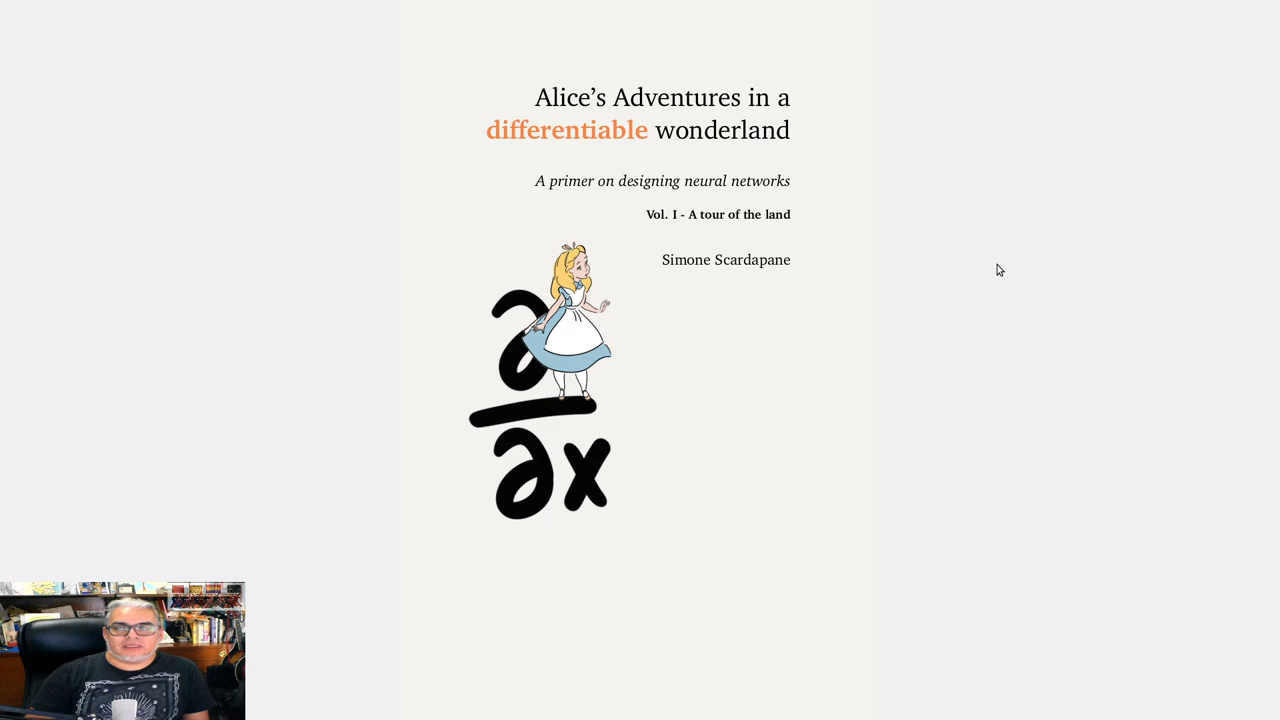 Alice’s Adventures in a
differentiable wonderland
A primer on designing neural networks
Vol. I - A tour of the land
Simone Scardapane
∂
∂x